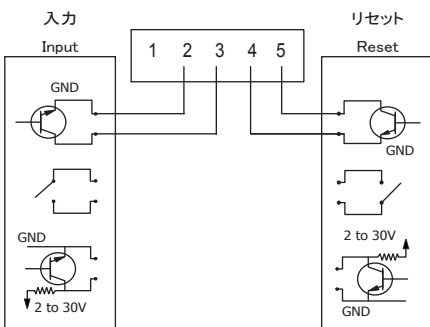 入力
Input
リセット
Reset
1 2 3 4 5
GND
GND
GND
2 to 30V
2 to 30V
GND